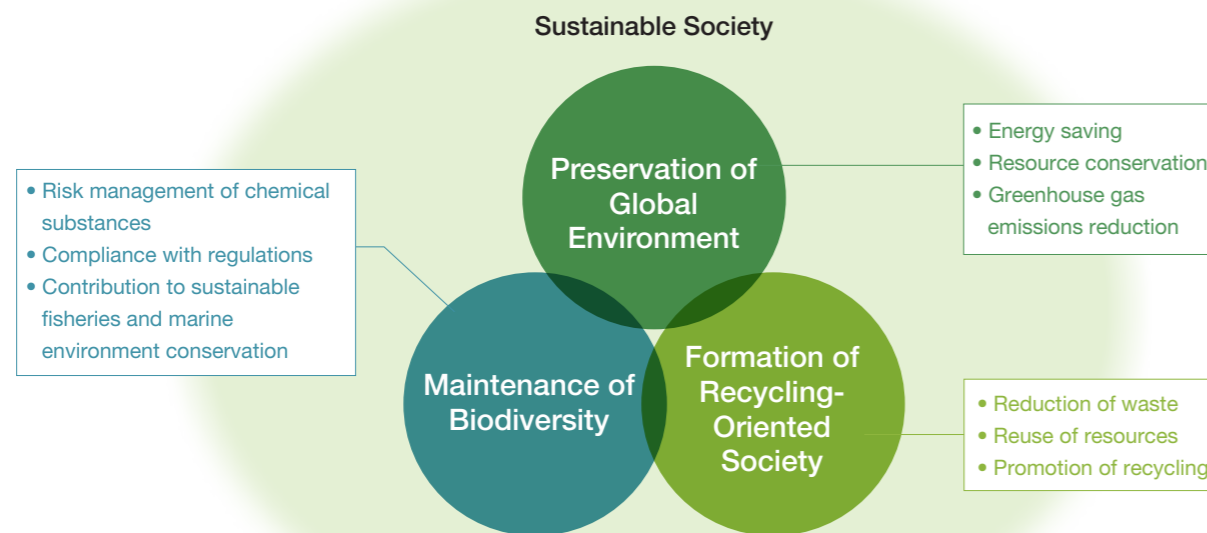 Sustainable Society
Preservation of
Global
Environment
• Energy saving
• Resource conservation
• Greenhouse gas
emissions reduction
• Risk management of chemical
substances
• Compliance with regulations
• Contribution to sustainable
fisheries and marine
environment conservation
Maintenance of
Biodiversity
Formation of
Recycling-
Oriented
Society
• Reduction of waste
• Reuse of resources
• Promotion of recycling